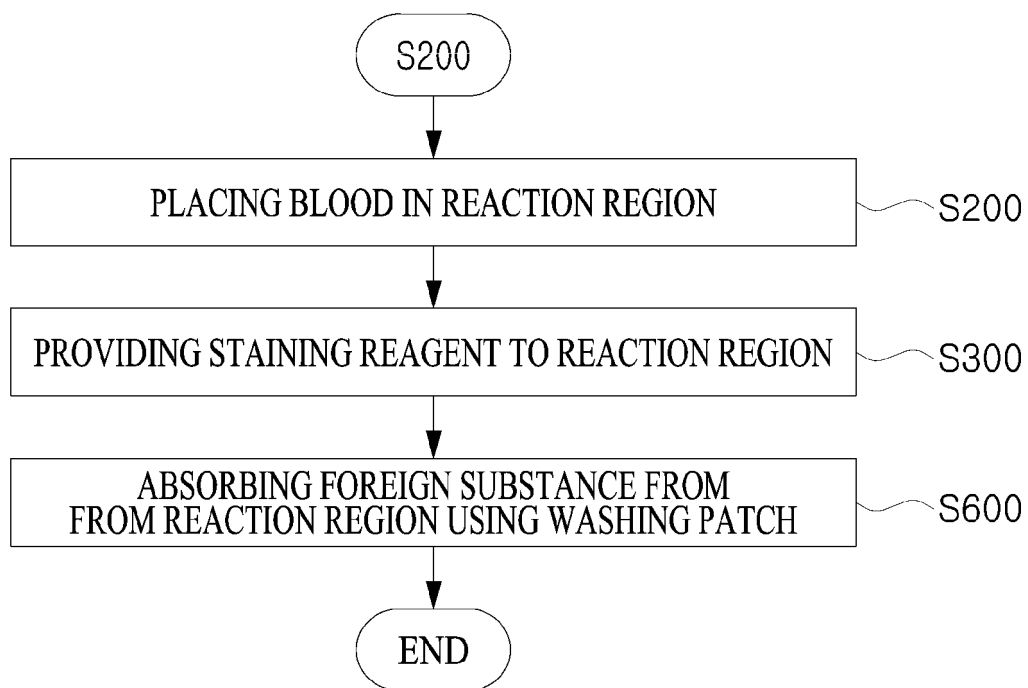 S200
PLACING BLOOD IN REACTION REGION
S200
PROVIDING STAINING REAGENT TO REACTION REGION
S300
ABSORBING FOREIGN SUBSTANCE FROM
FROM REACTION REGION USING WASHING PATCH
S600
END